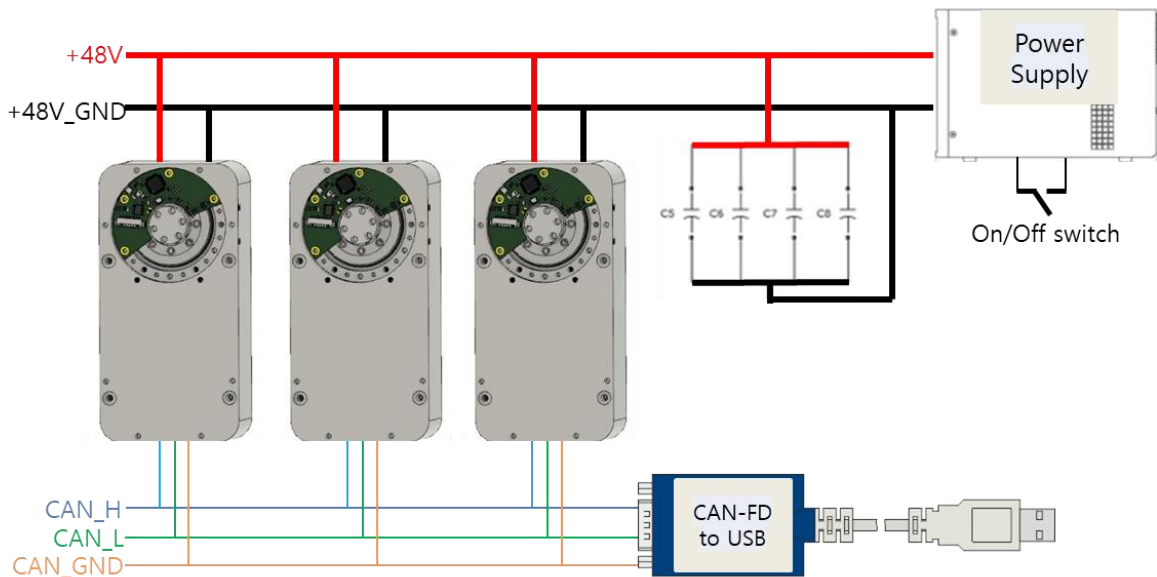 +48V
Power
Supply
+48V_GND
C5
C6
C7
C8
On/Off switch
CAN_H
CAN_L
CAN_GND
CAN-FD
to USB